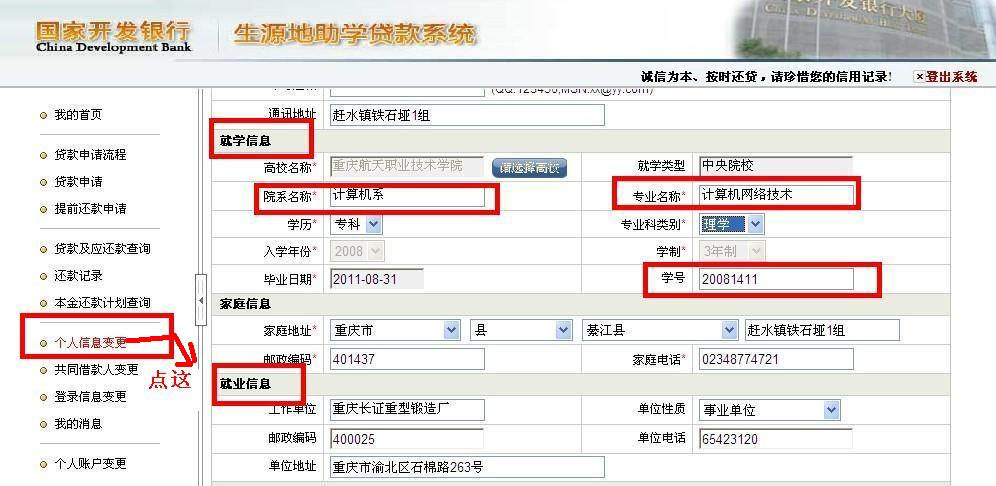 国家开发银行 生源地助学贷款系统
China Development Bank
诚信为本、按时还贷，请珍惜您的信用记录! 登出系统
我的首页
贷款申请流程
贷款申请
提前还款申请
贷款及应还款查询
还款记录
本金还款计划查询
个人信息变更
点这
共同借款人变更
登录信息变更
我的消息
个人账户变更
(QQ:123456,MSN:xx@yy.com)
通讯地址 赶水镇铁石垭1组
就学信息
高校名称* 重庆航天职业技术学院 请选择高校 就学类型 中央院校
院系名称* 计算机系 专业名称* 计算机网络技术
学历* 专科 专业科类别* 理学
入学年份* 2008 学制* 3年制
毕业日期* 2011-08-31 学号 20081411
家庭信息
家庭地址* 重庆市 县 綦江县 赶水镇铁石垭1组
邮政编码* 401437 家庭电话* 02348774721
就业信息
工作单位 重庆长证重型锻造厂 单位性质 事业单位
邮政编码 400025 单位电话 65423120
单位地址 重庆市渝北区石棉路263号